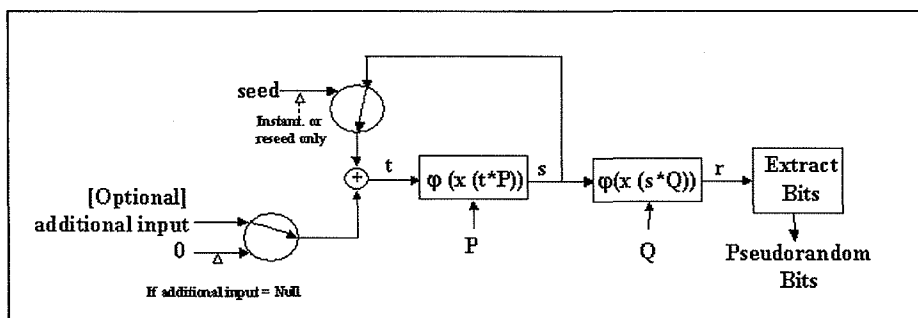 seed
Instant. or
reseed only
t
φ (x (t*P))
s
φ(x (s*Q))
r
Extract
Bits
[Optional]
additional input
0
P
Q
Pseudorandom
Bits
If additional input = Null